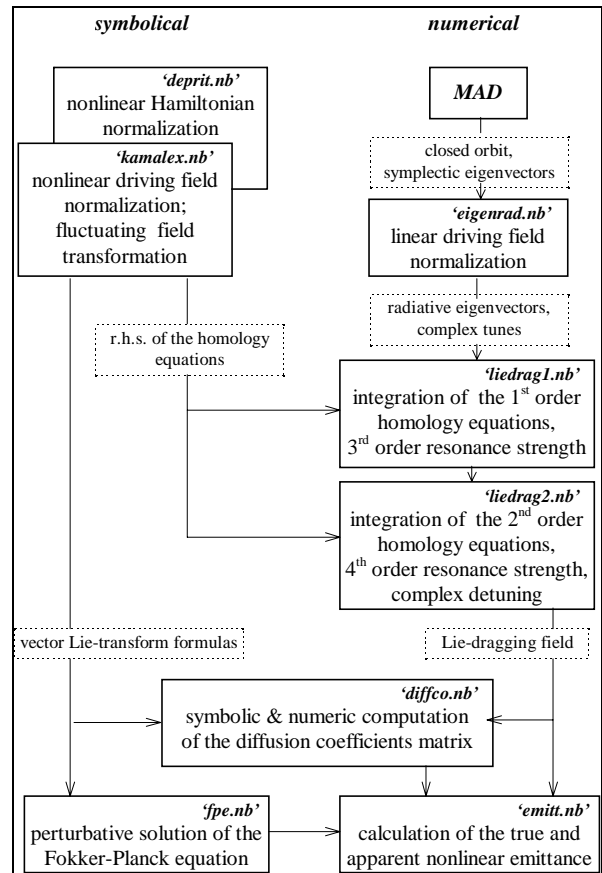 symbolical
numerical
‘deprit.nb’
nonlinear Hamiltonian
normalization
‘kamalex.nb’
nonlinear driving field
normalization;
fluctuating field
transformation
MAD
closed orbit,
symplectic eigenvectors
‘eigenrad.nb’
linear driving field
normalization
radiative eigenvectors,
complex tunes
r.h.s. of the homology
equations
‘liedrag1.nb’
integration of the 1st order
homology equations,
3rd order resonance strength
‘liedrag2.nb’
integration of the 2nd order
homology equations,
4th order resonance strength,
complex detuning
vector Lie-transform formulas
Lie-dragging field
‘diffco.nb’
symbolic & numeric computation
of the diffusion coefficients matrix
‘fpe.nb’
perturbative solution of the
Fokker-Planck equation
‘emitt.nb’
calculation of the true and
apparent nonlinear emittance